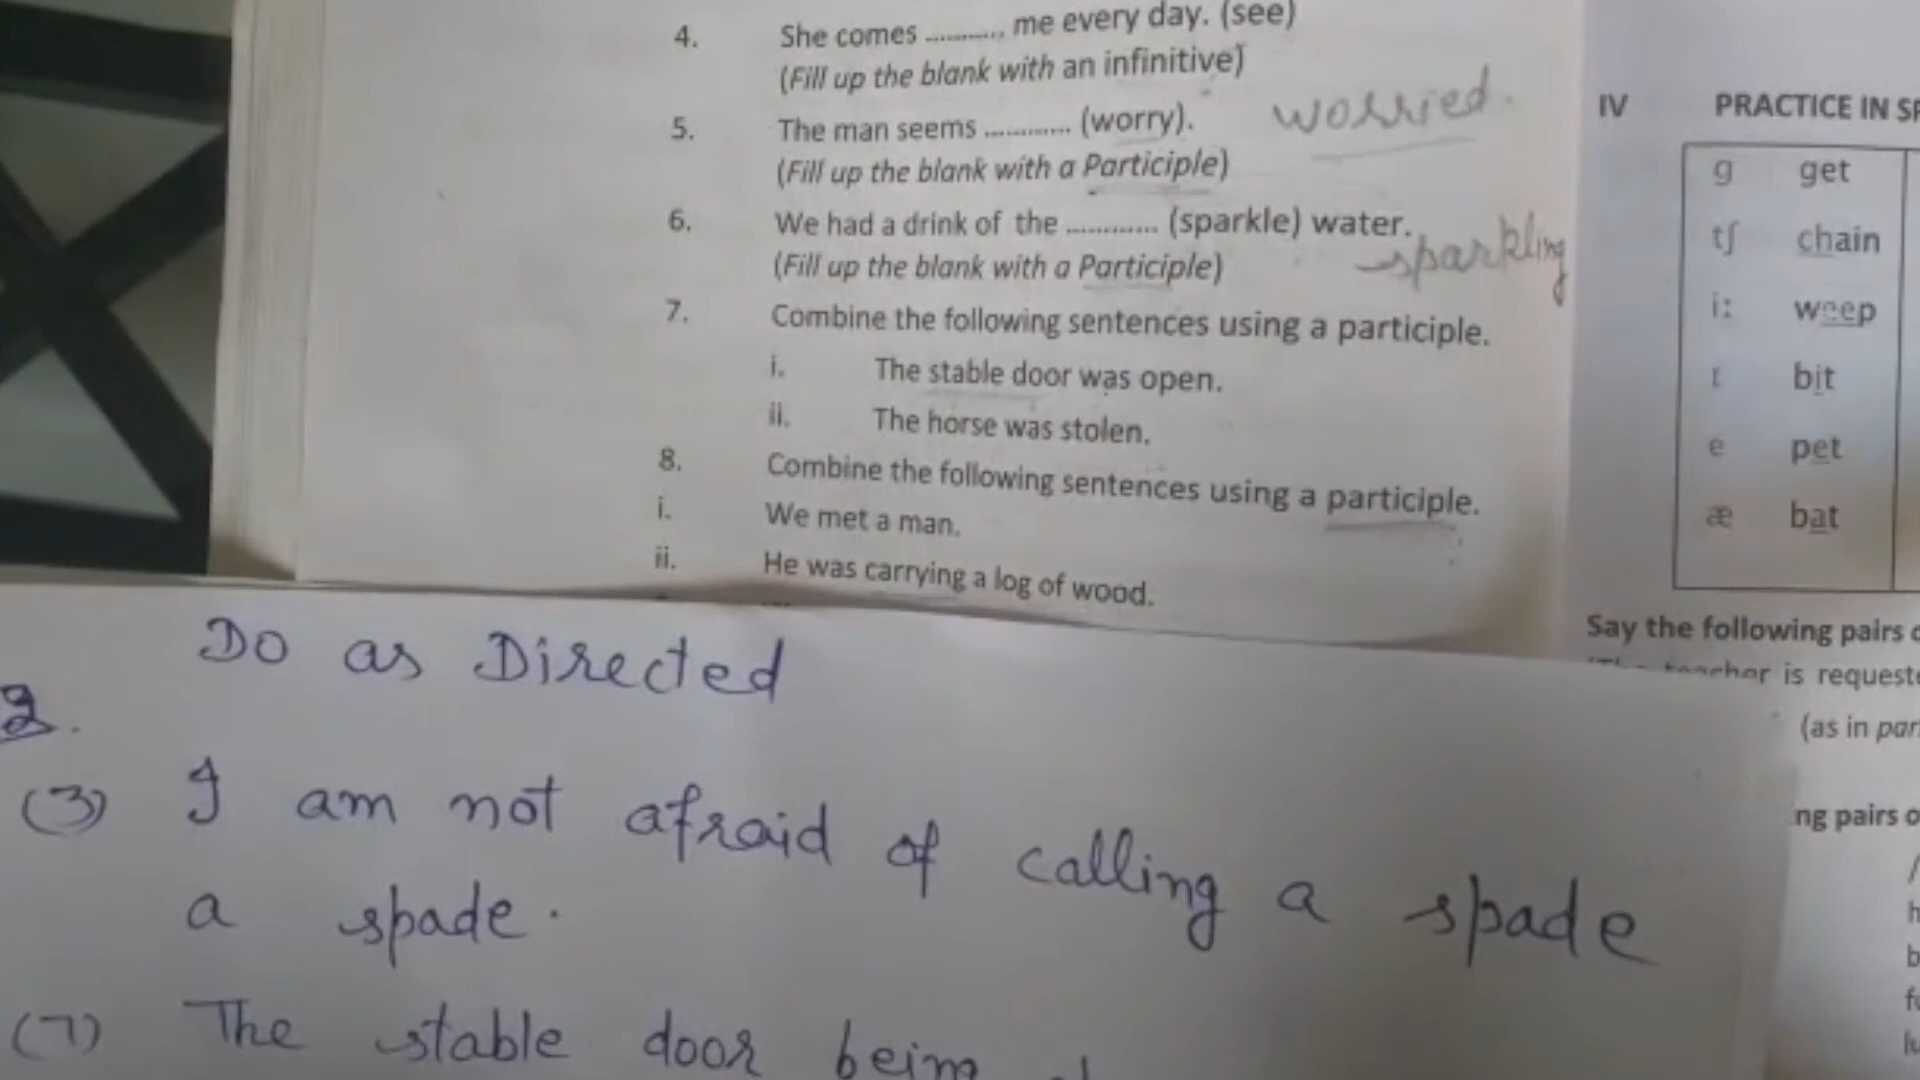 4. She comes ............ me every day. (see)
(Fill up the blank with an infinitive)
5. The man seems ............. (worry). worried.
(Fill up the blank with a Participle)
6. We had a drink of the ............. (sparkle) water. sparkling
(Fill up the blank with a Participle)
7. Combine the following sentences using a participle.
i. The stable door was open.
ii. The horse was stolen.
8. Combine the following sentences using a participle.
i. We met a man.
ii. He was carrying a log of wood.
IV PRACTICE IN
g get
tʃ chain
i: weep
ɪ bit
e pet
æ bat
Say the following pairs
teacher is
(as in
pairs
Do as Directed
(3) I am not afraid of calling a spade
a spade.
(7) The stable door being